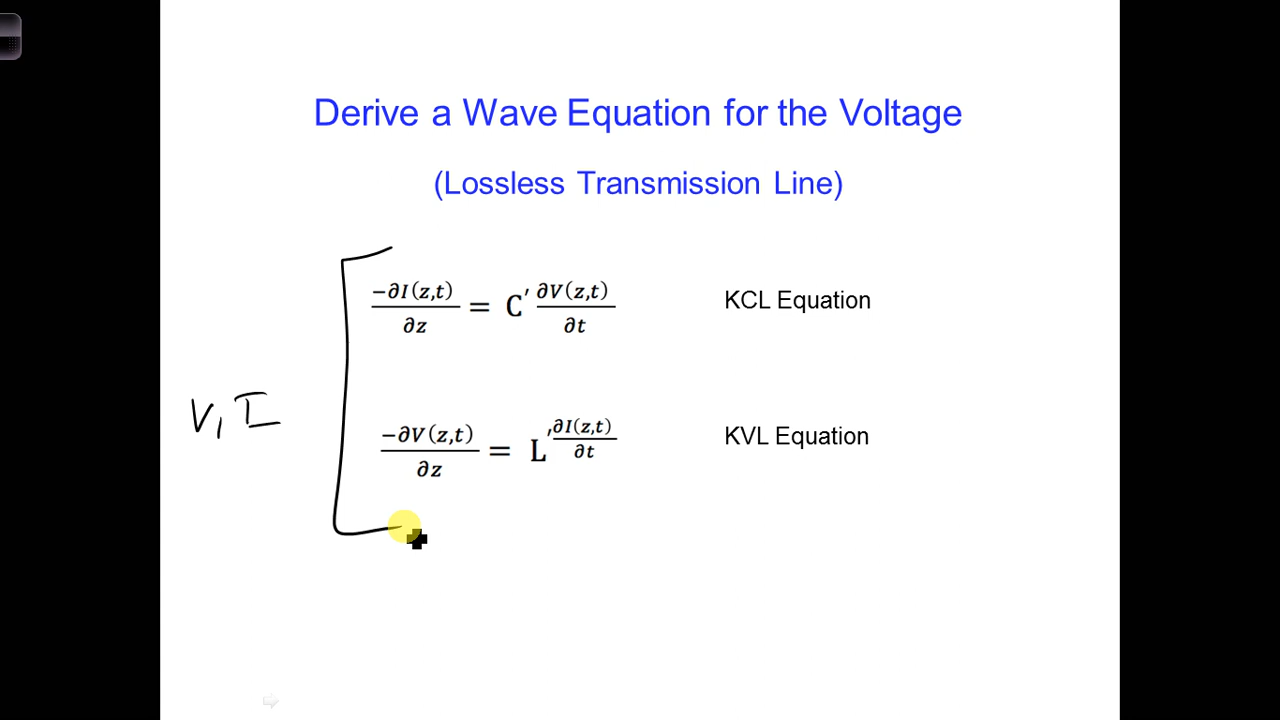 Derive a Wave Equation for the Voltage
(Lossless Transmission Line)
−∂I(z,t)/∂z = C′ ∂V(z,t)/∂t
KCL Equation
V, I
−∂V(z,t)/∂z = L′ ∂I(z,t)/∂t
KVL Equation